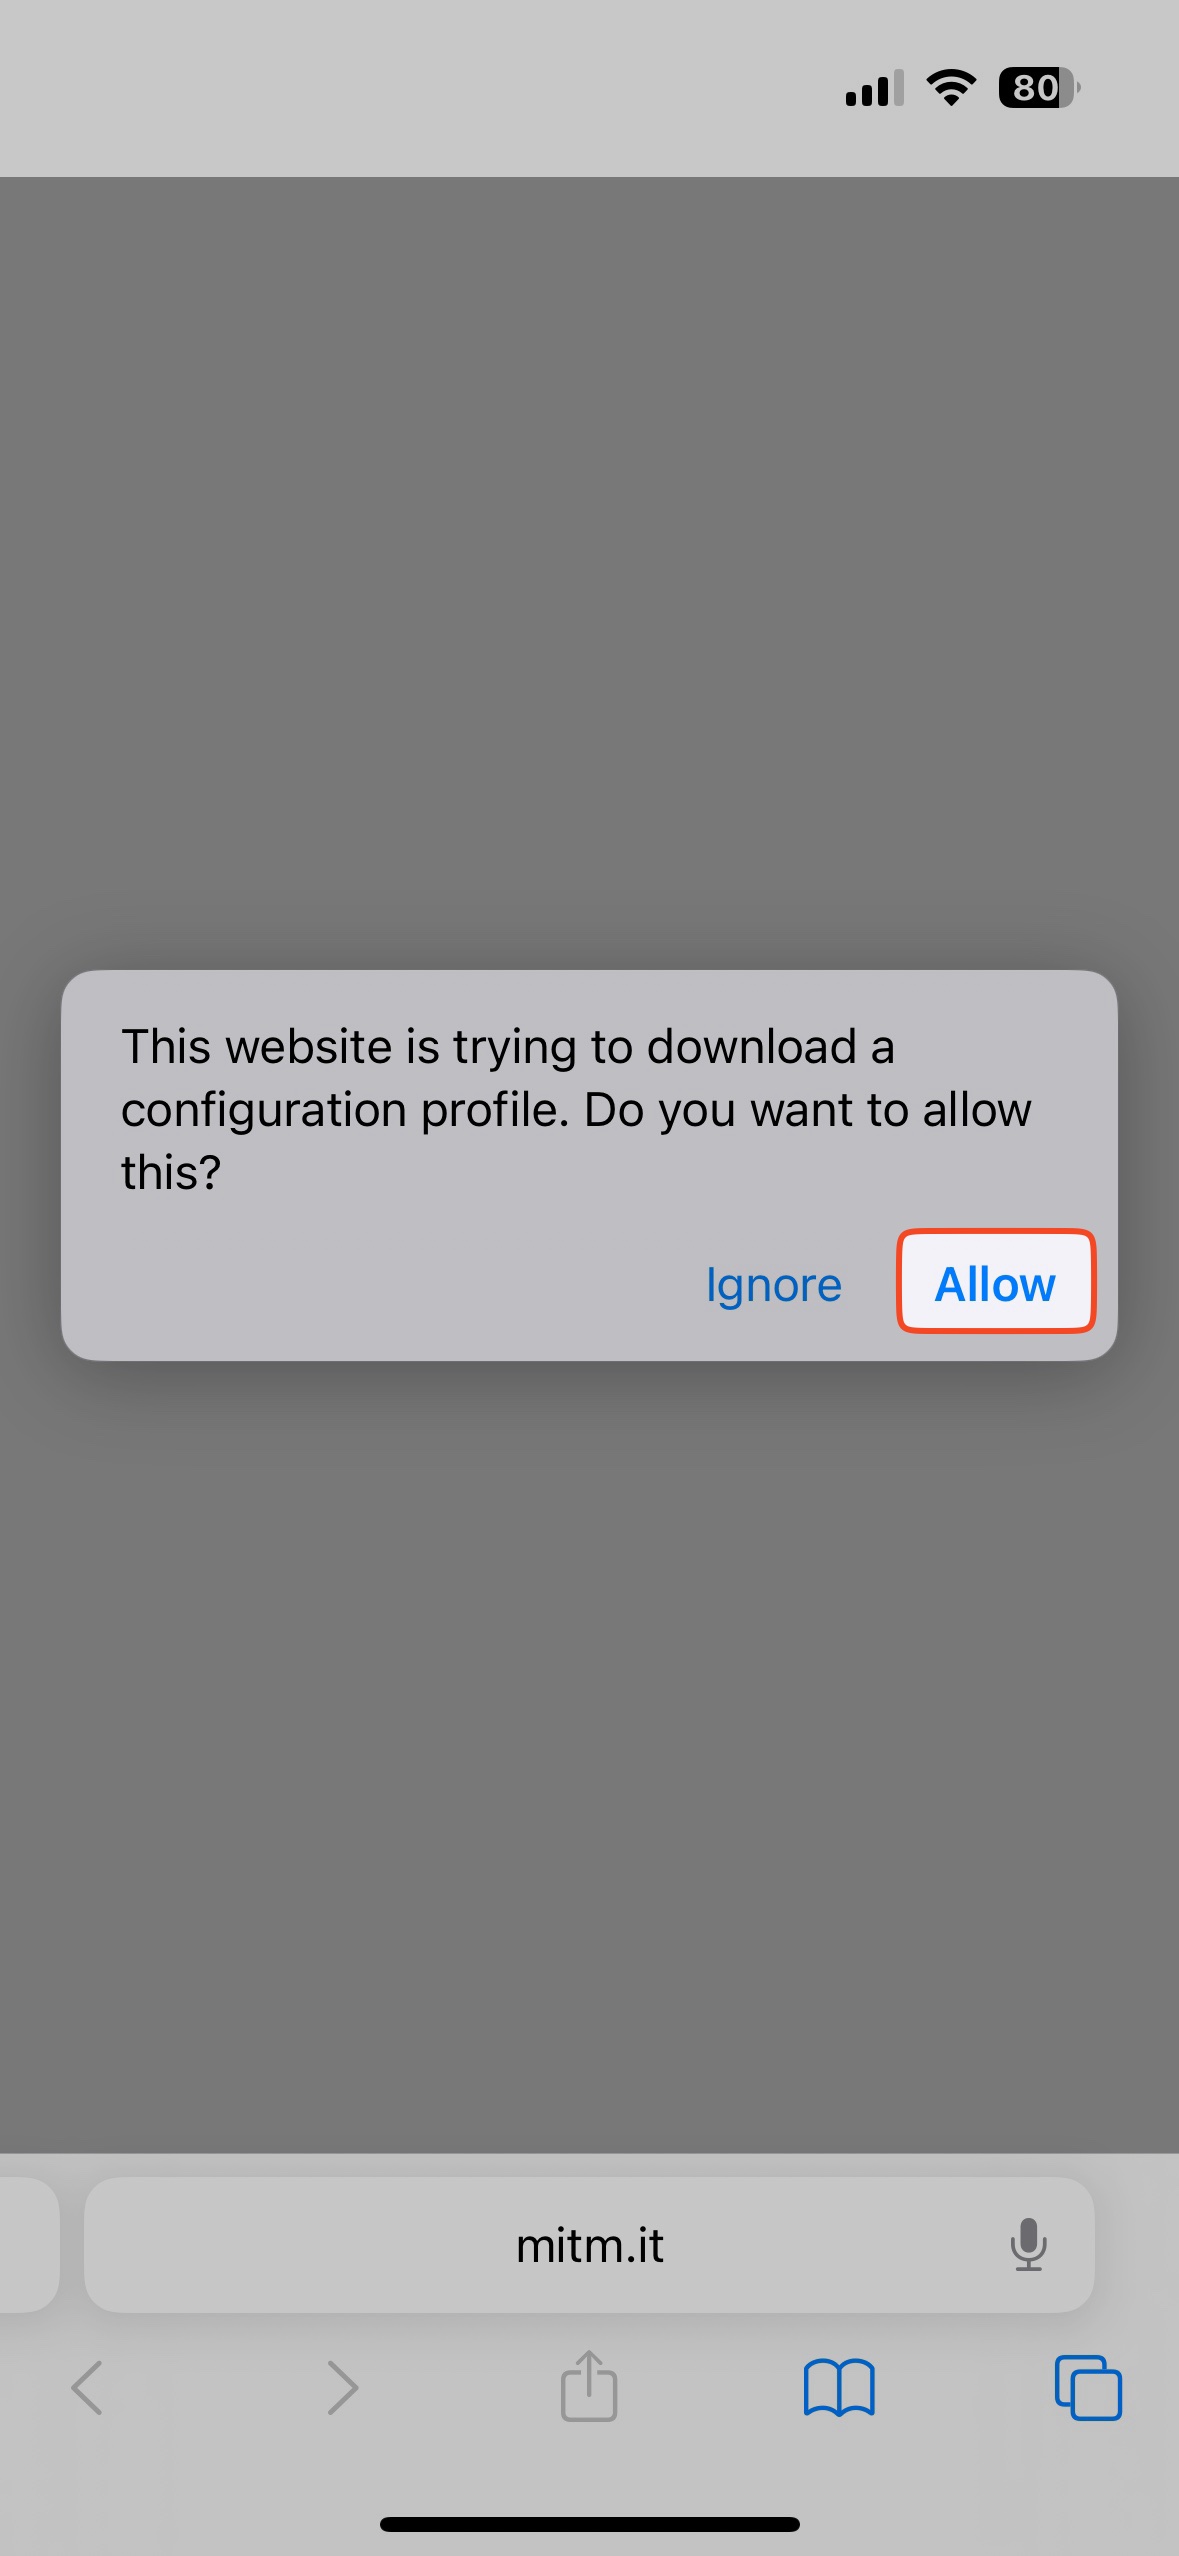 80
This website is trying to download a
configuration profile. Do you want to allow
this?
Ignore
Allow
mitm.it